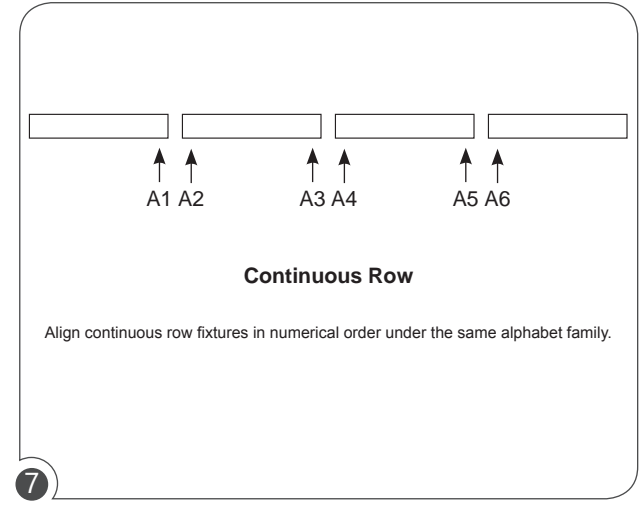 A1 A2 A3 A4 A5 A6
Continuous Row
Align continuous row fixtures in numerical order under the same alphabet family.
7